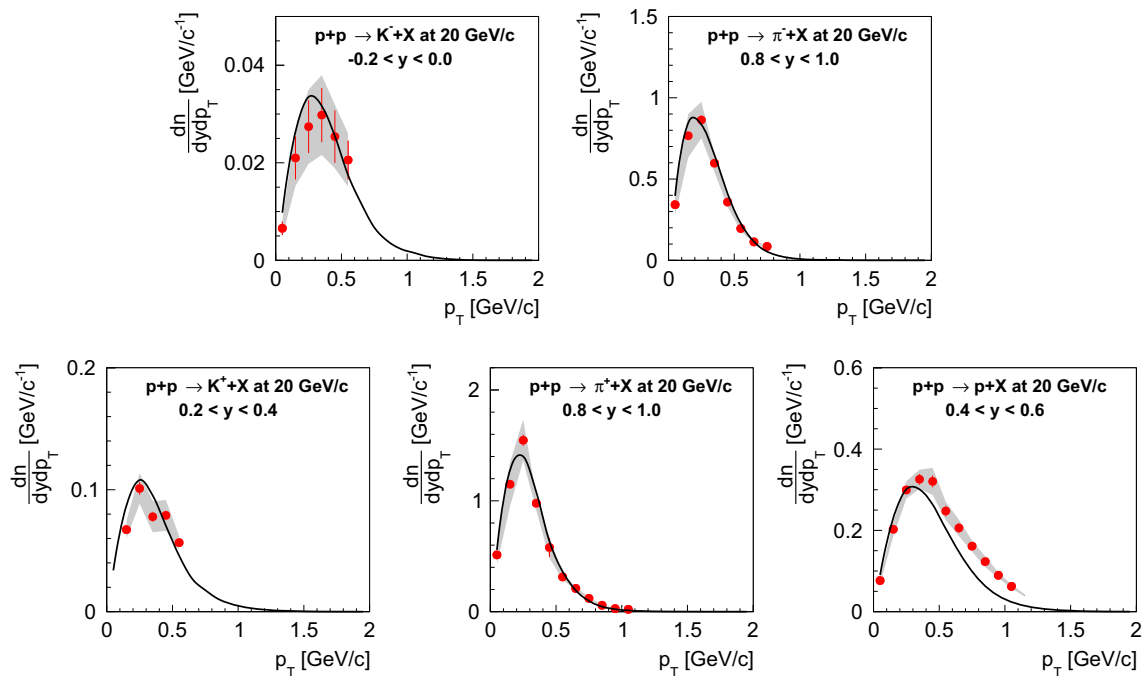 p+p → K⁻+X at 20 GeV/c
-0.2 < y < 0.0
dn/dydp_T [GeV/c⁻¹]
0.04
0.02
0
0 0.5 1 1.5 2
p_T [GeV/c]
p+p → π⁻+X at 20 GeV/c
0.8 < y < 1.0
dn/dydp_T [GeV/c⁻¹]
1.5
1
0.5
0
0 0.5 1 1.5 2
p_T [GeV/c]
p+p → K⁺+X at 20 GeV/c
0.2 < y < 0.4
dn/dydp_T [GeV/c⁻¹]
0.2
0.1
0
0 0.5 1 1.5 2
p_T [GeV/c]
p+p → π⁺+X at 20 GeV/c
0.8 < y < 1.0
dn/dydp_T [GeV/c⁻¹]
2
1
0
0 0.5 1 1.5 2
p_T [GeV/c]
p+p → p+X at 20 GeV/c
0.4 < y < 0.6
dn/dydp_T [GeV/c⁻¹]
0.6
0.4
0.2
0
0 0.5 1 1.5 2
p_T [GeV/c]